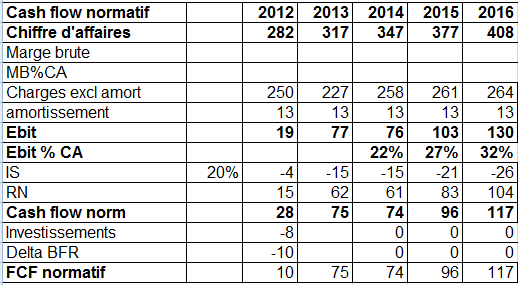 Cash flow normatif 2012 2013 2014 2015 2016
Chiffre d'affaires 282 317 347 377 408
Marge brute
MB%CA
Charges excl amort 250 227 258 261 264
amortissement 13 13 13 13 13
Ebit 19 77 76 103 130
Ebit % CA 22% 27% 32%
IS 20% -4 -15 -15 -21 -26
RN 15 62 61 83 104
Cash flow norm 28 75 74 96 117
Investissements -8 0 0 0
Delta BFR -10 0 0 0
FCF normatif 10 75 74 96 117